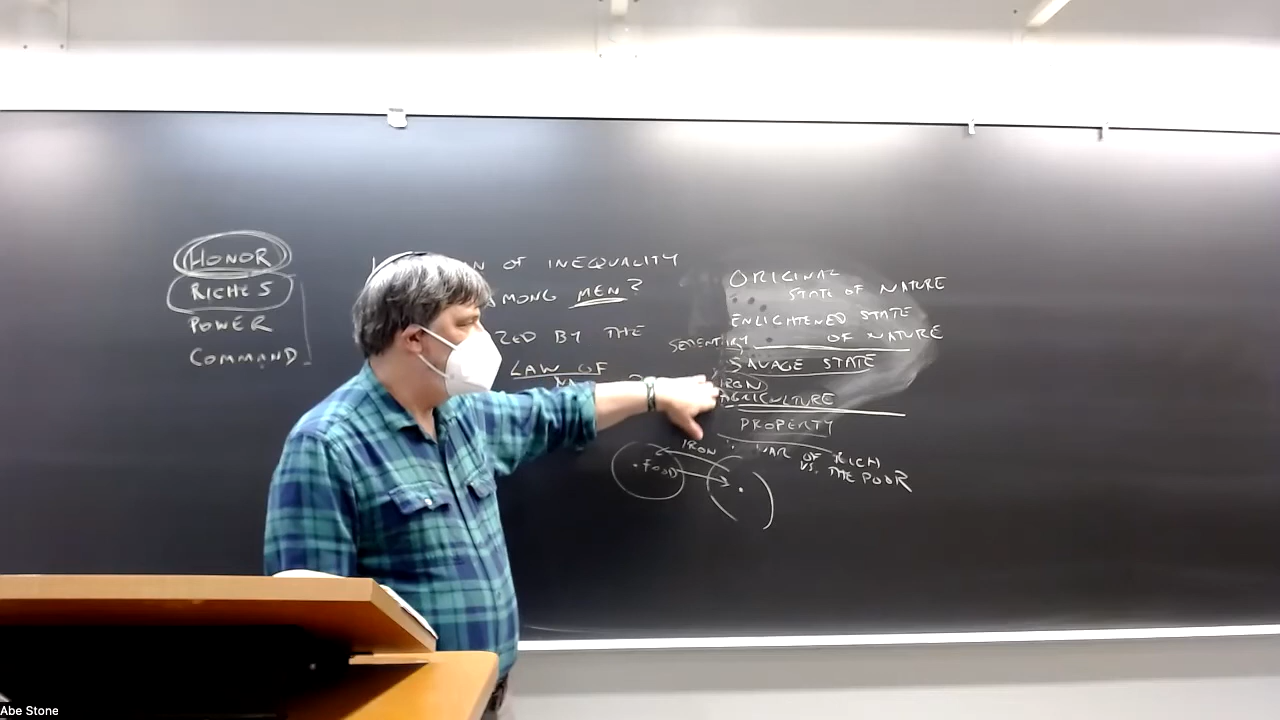 HONOR
RICHES
POWER
COMMAND
OF INEQUALITY
AMONG MEN?
BY THE
LAW OF
?
ORIGINAL
STATE OF NATURE
ENLIGHTENED STATE
OF NATURE
SAVAGE STATE
IRON
AGRICULTURE
PROPERTY
WAR OF RICH
VS. THE POOR
IRON
FOOD
Abe Stone